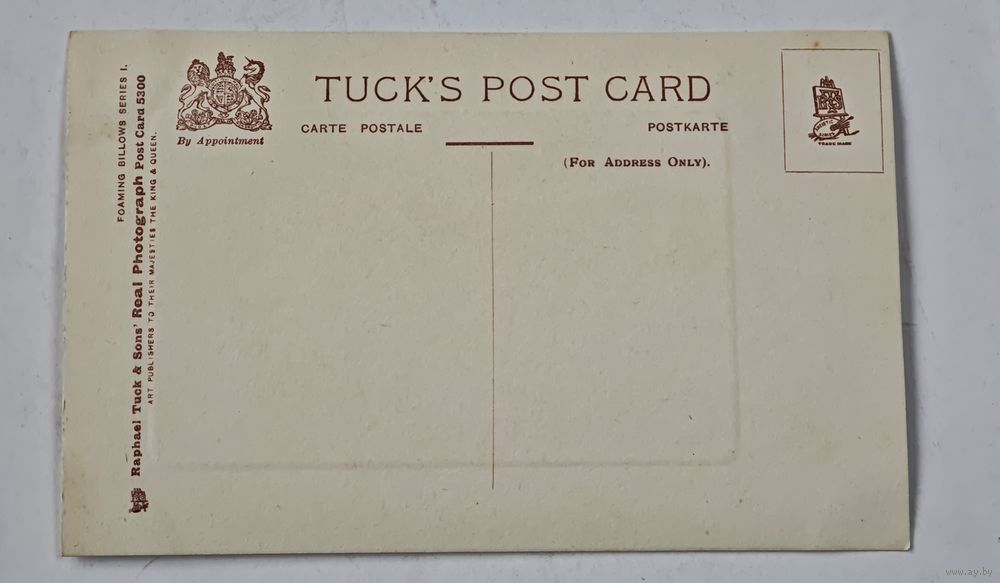 FOAMING BILLOWS SERIES I.
Raphael Tuck & Sons' Real Photograph Post Card 5300
ART PUBLISHERS TO THEIR MAJESTIES THE KING & QUEEN.
By Appointment
TUCK'S POST CARD
CARTE POSTALE
POSTKARTE
(FOR ADDRESS ONLY).
TRADE MARK
www.ay.by